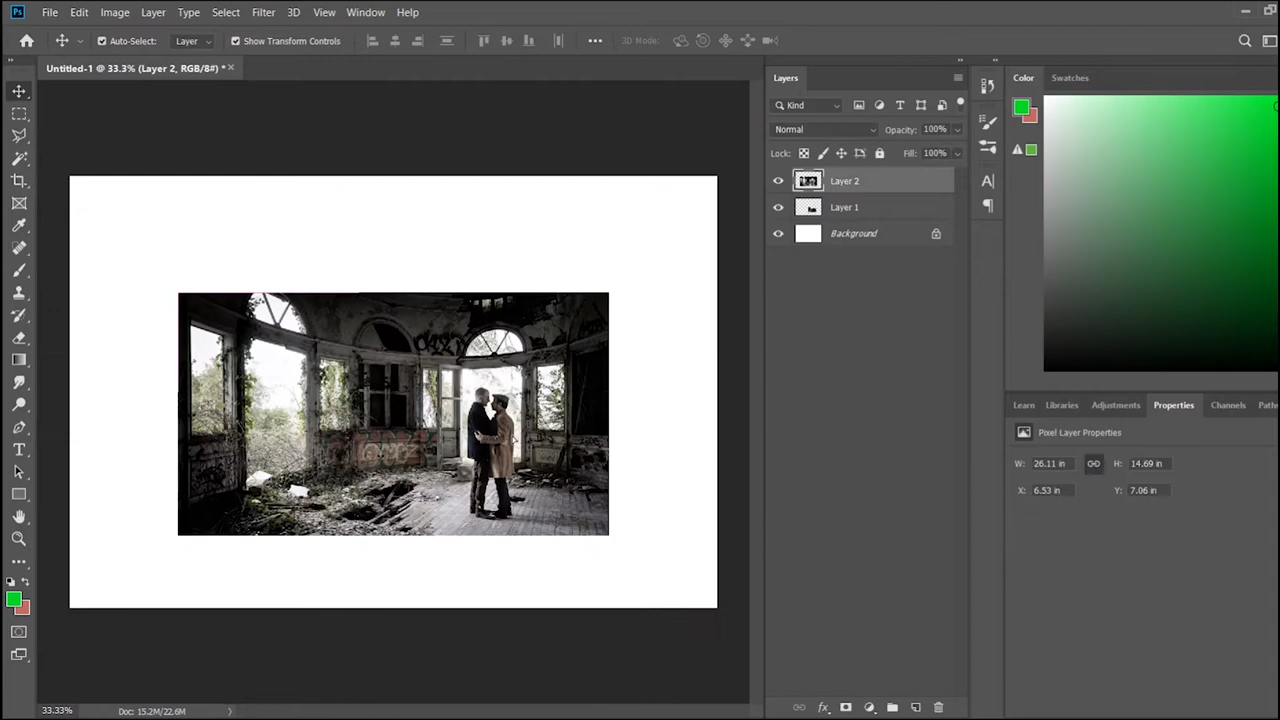 Ps File Edit Image Layer Type Select Filter 3D View Window Help
Auto-Select: Layer Show Transform Controls 3D Mode:
Untitled-1 @ 33.3% (Layer 2, RGB/8#) *
Layers
Kind
Normal Opacity: 100%
Lock: Fill: 100%
Layer 2
Layer 1
Background
fx
Color Swatches
Learn Libraries Adjustments Properties Channels
Pixel Layer Properties
W: 26.11 in H: 14.69 in
X: 6.53 in Y: 7.06 in
33.33% Doc: 15.2M/22.6M